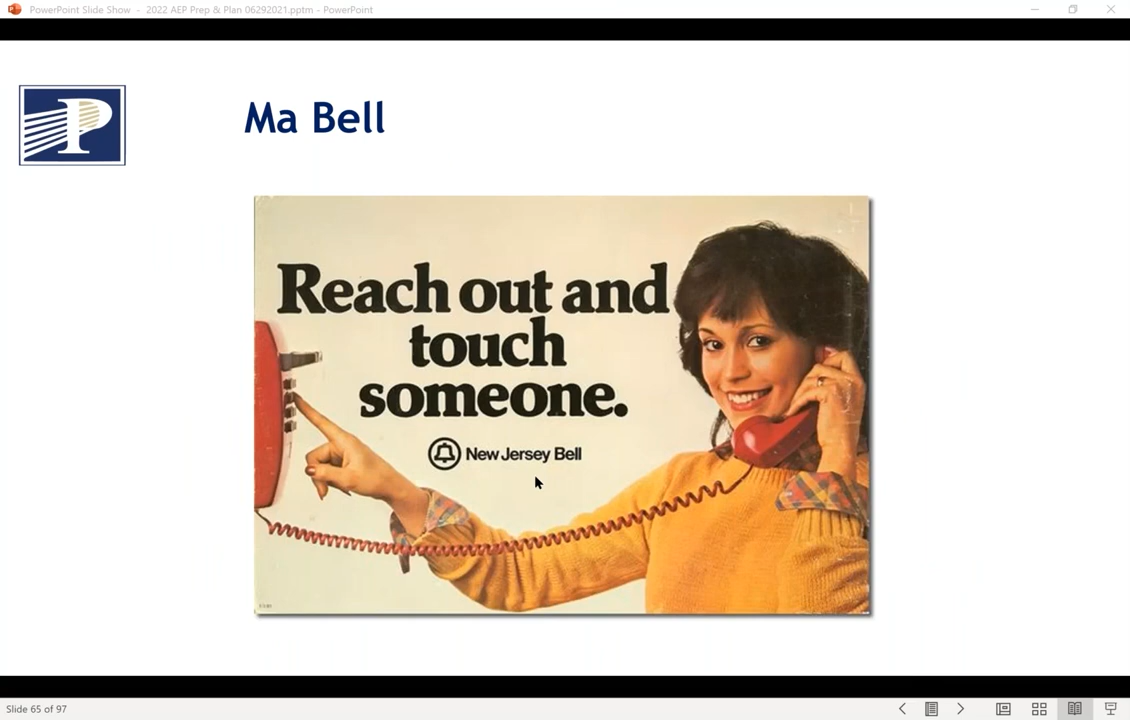 PowerPoint Slide Show - 2022 AEP Prep & Plan 06292021.pptm - PowerPoint
P
Ma Bell
Reach out and
touch
someone.
New Jersey Bell
Slide 65 of 97